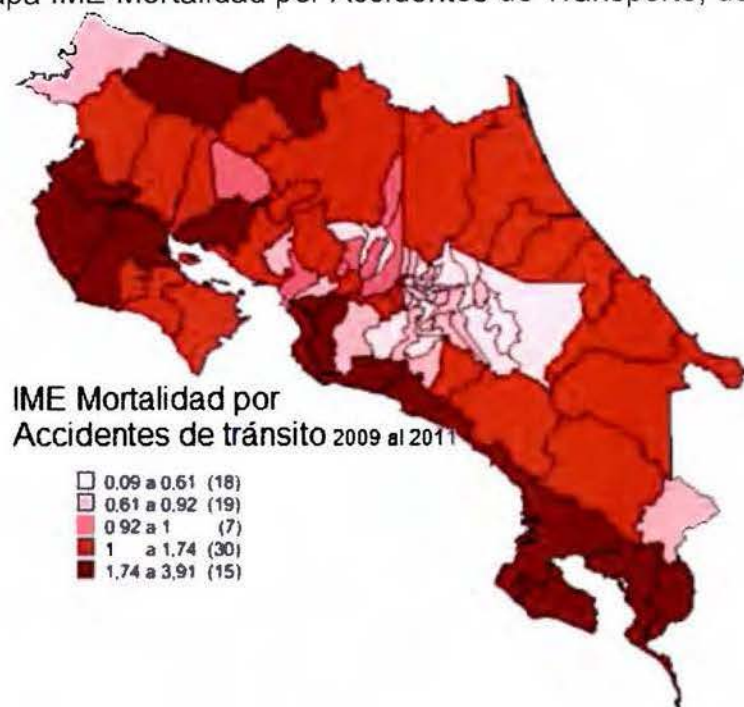 IME Mortalidad por Accidentes de Transporte,
IME Mortalidad por
Accidentes de tránsito 2009 al 2011
0.09 a 0.61 (18)
0.61 a 0.92 (19)
0 92 a 1 (7)
1 a 1,74 (30)
1,74 a 3,91 (15)